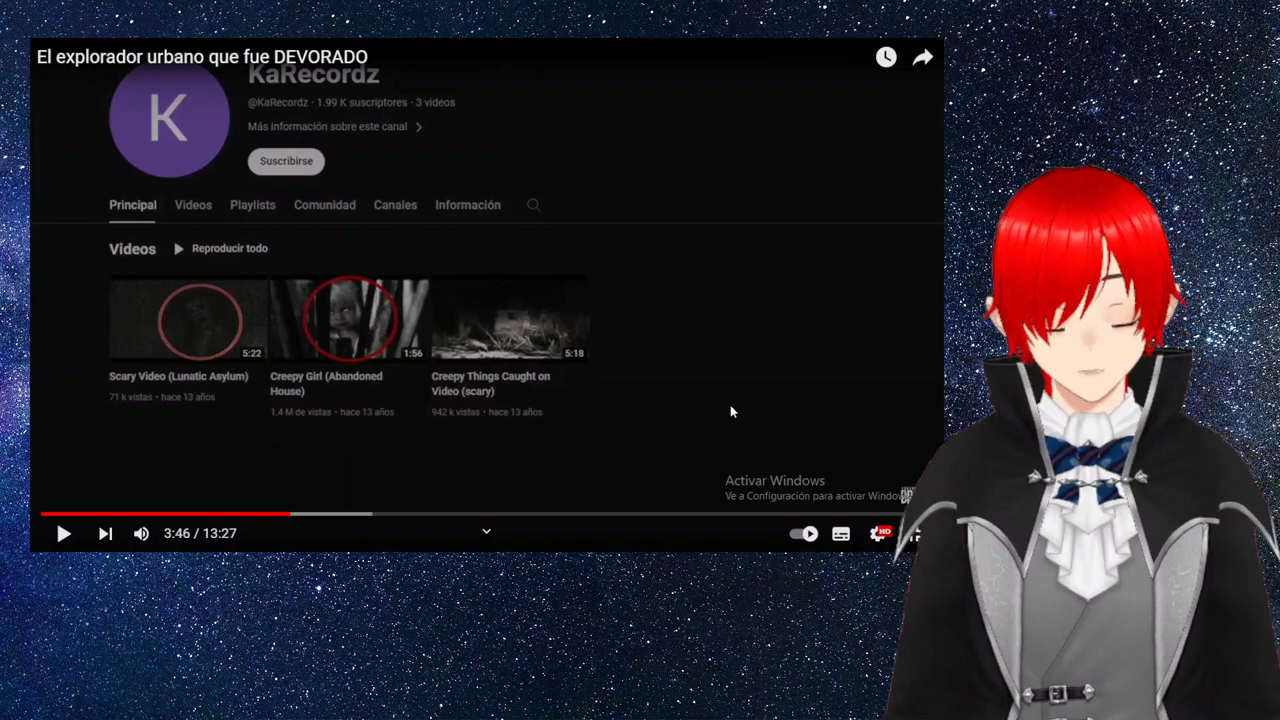 El explorador urbano que fue DEVORADO
KaRecordz
K
@KaRecordz · 1.99 K suscriptores · 3 videos
Más información sobre este canal
Suscribirse
Principal Videos Playlists Comunidad Canales Información
Videos Reproducir todo
5:22 1:56 5:18
Scary Video (Lunatic Asylum) Creepy Girl (Abandoned Creepy Things Caught on
House) Video (scary)
71 k vistas • hace 13 años
1.4 M de vistas • hace 13 años 942 k vistas • hace 13 años
Activar Windows
Ve a Configuración para activar
3:46 / 13:27
HD